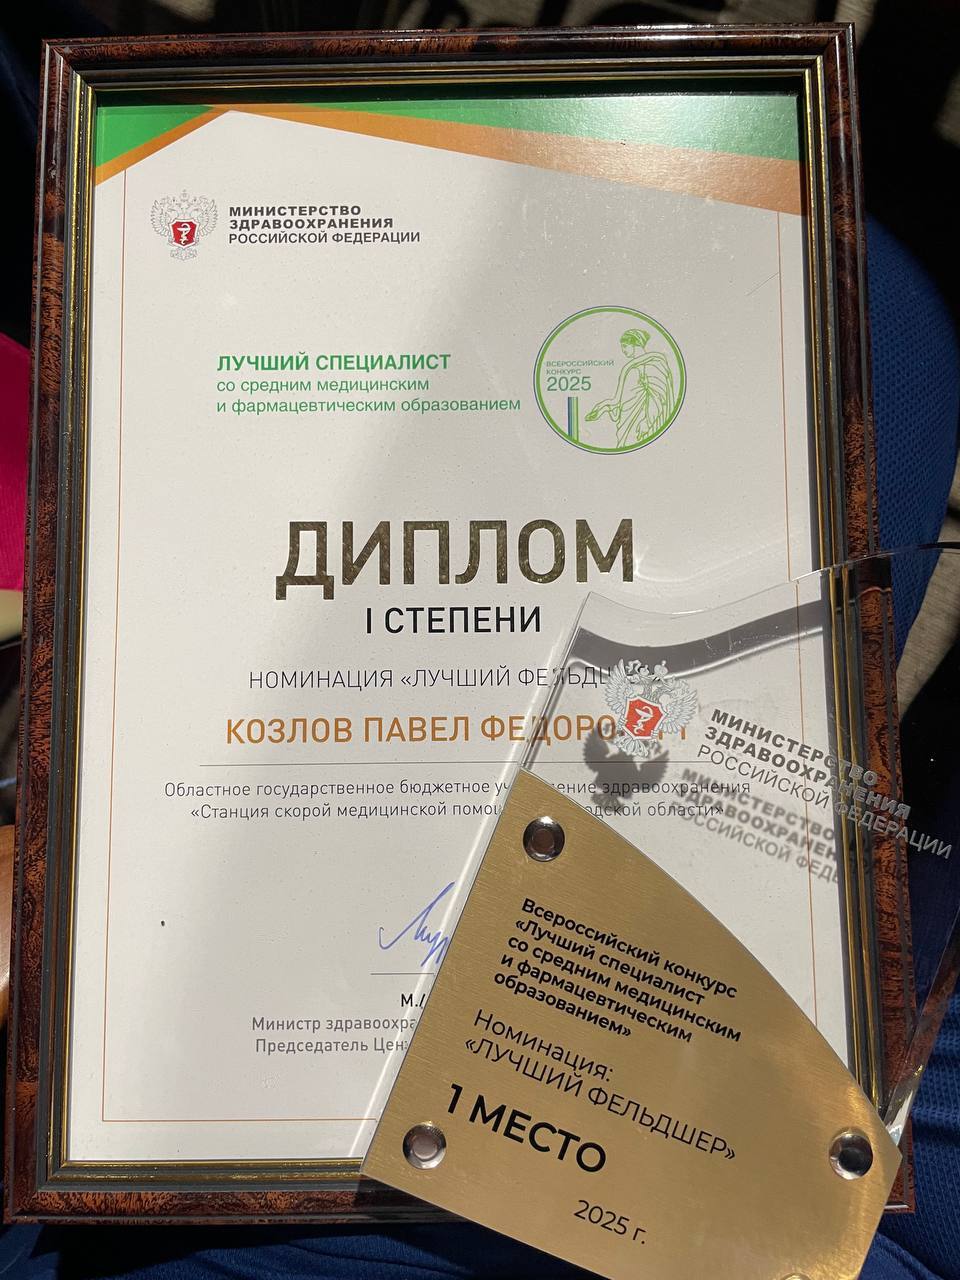 МИНИСТЕРСТВО
ЗДРАВООХРАНЕНИЯ
РОССИЙСКОЙ ФЕДЕРАЦИИ
ЛУЧШИЙ СПЕЦИАЛИСТ
со средним медицинским
и фармацевтическим образованием
ВСЕРОССИЙСКИЙ
КОНКУРС
2025
ДИПЛОМ
I СТЕПЕНИ
НОМИНАЦИЯ «ЛУЧШИЙ
КОЗЛОВ ПАВЕЛ
Областное государственное бюджетное здравоохранения
«Станция скорой медицинской области»
Министр
Председатель
МИНИСТЕРСТВО
ЗДРАВООХРАНЕНИЯ
РОССИЙСКОЙ ФЕДЕРАЦИИ
Всероссийский конкурс
«Лучший специалист
со средним медицинским
и фармацевтическим
образованием»
Номинация:
«ЛУЧШИЙ ФЕЛЬДШЕР»
1 МЕСТО
2025 г.